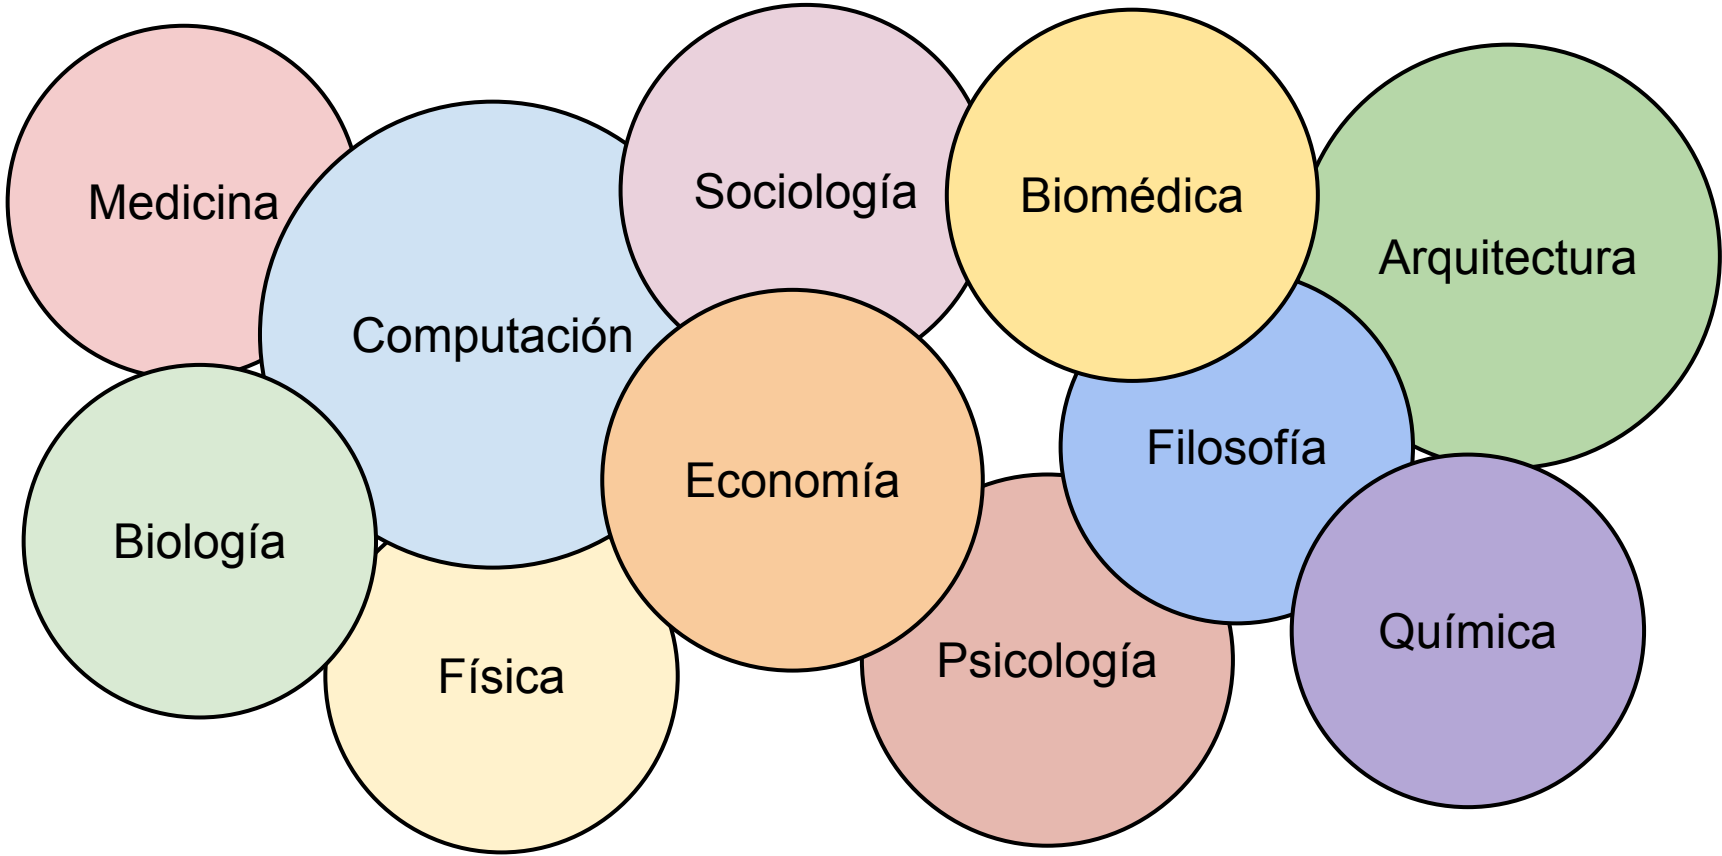 Medicina
Computación
Sociología
Biomédica
Arquitectura
Biología
Física
Economía
Psicología
Filosofía
Química